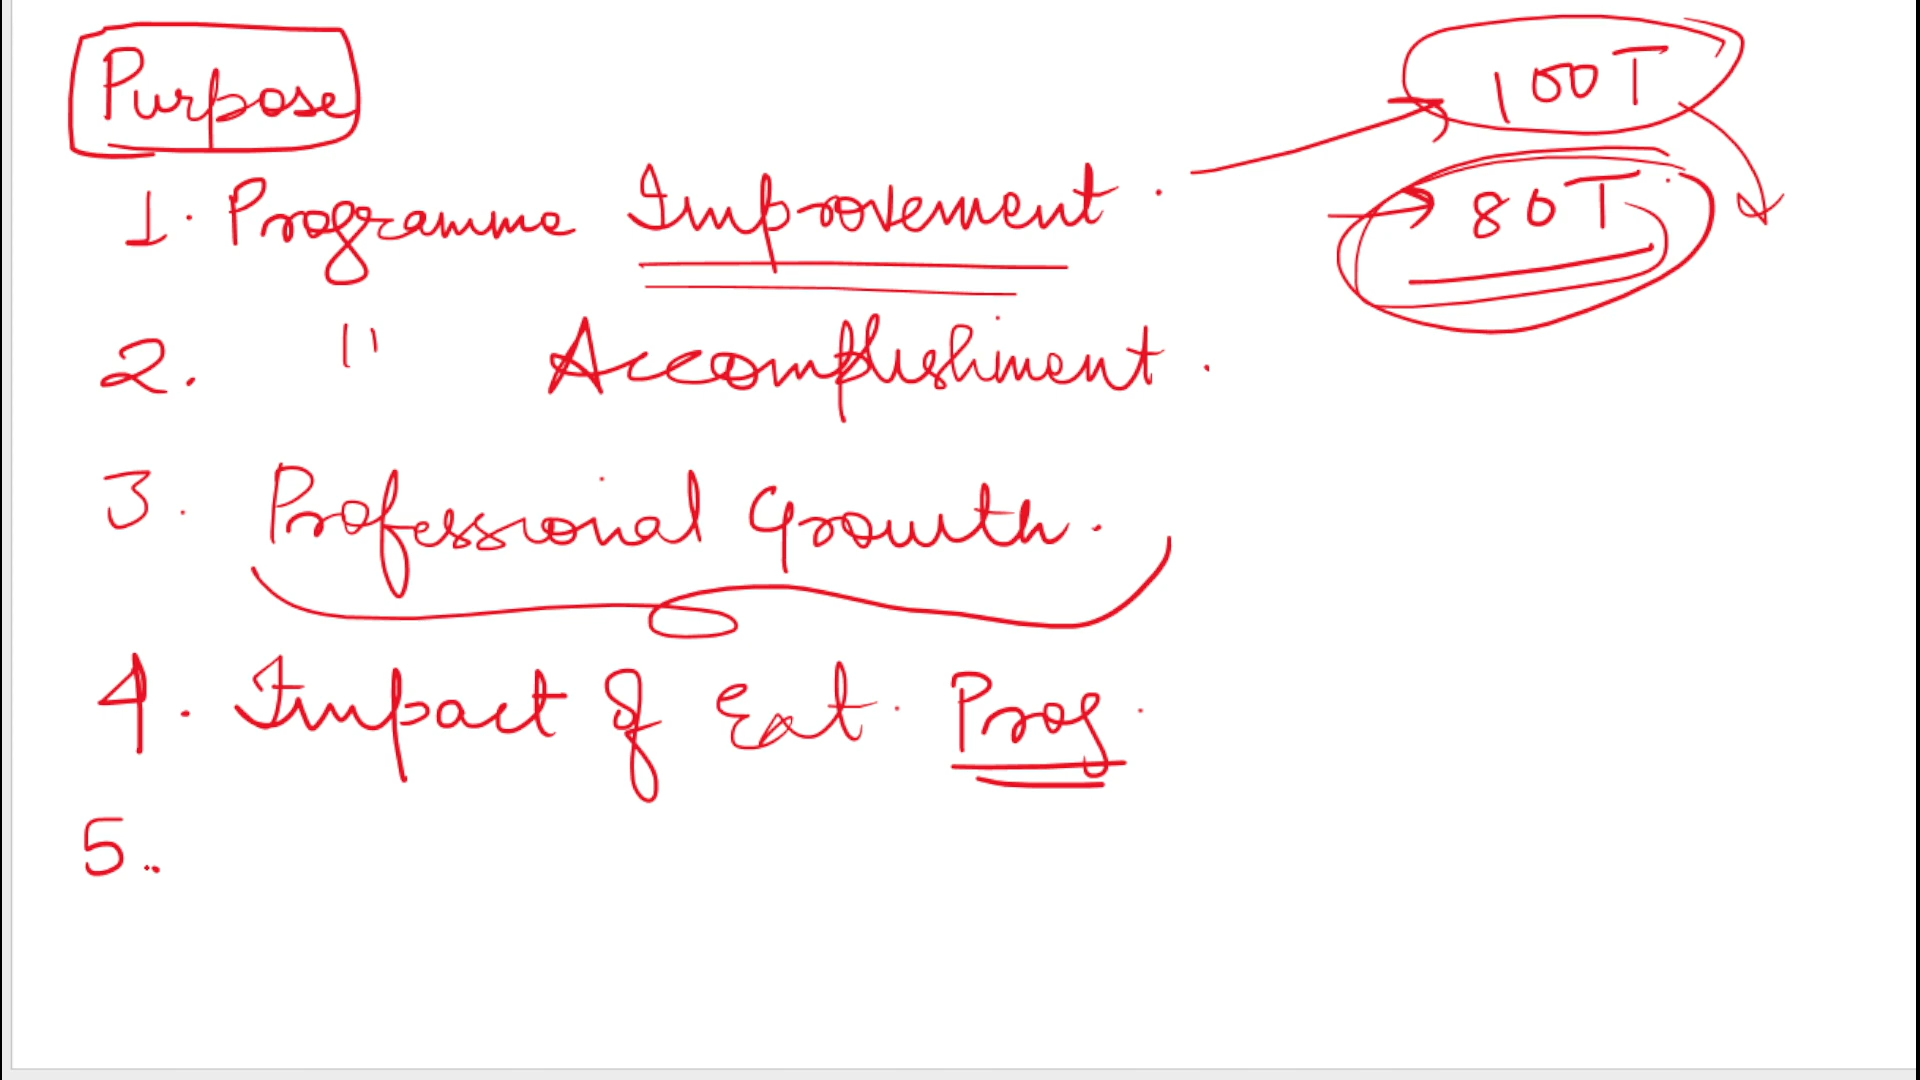 Purpose
100T
1. Programme Improvement.
80T
2. " Accomplishment.
3. Professional Growth.
4. Impact of Ext. Prog.
5.